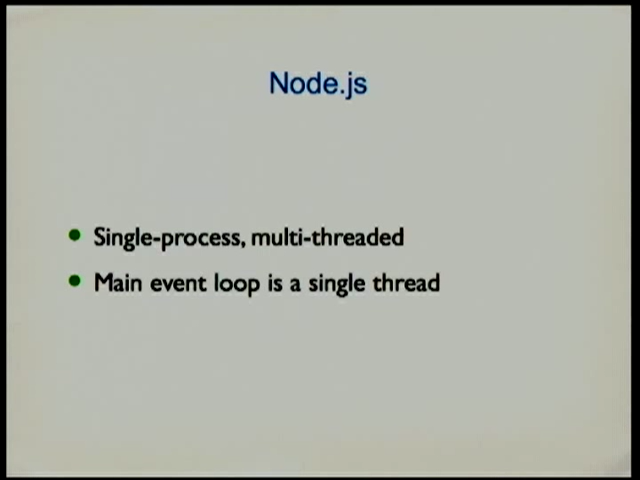 Node.js
Single-process, multi-threaded
Main event loop is a single thread